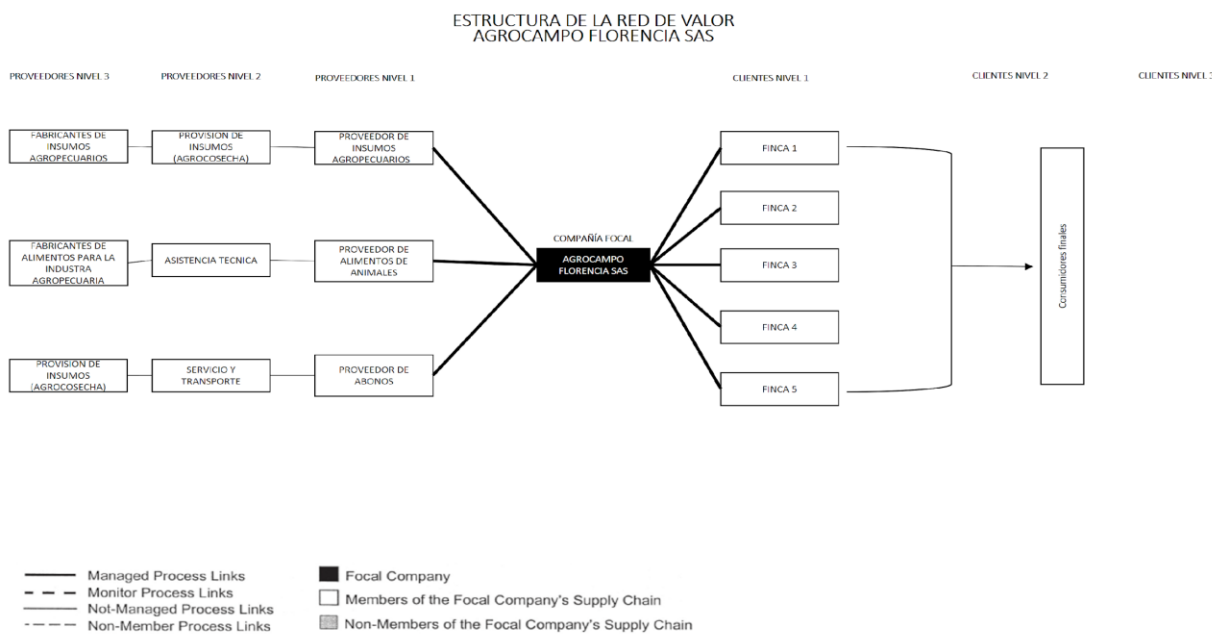 ESTRUCTURA DE LA RED DE VALOR
AGROCAMPO FLORENCIA SAS
PROVEEDORES NIVEL 3
PROVEEDORES NIVEL 2
PROVEEDORES NIVEL 1
CLIENTES NIVEL 1
CLIENTES NIVEL 2
CLIENTES NIVEL
FABRICANTES DE
INSUMOS
AGROPECUARIOS
PROVISION DE
INSUMOS
(AGROCOSECHA)
PROVEEDOR DE
INSUMOS
AGROPECUARIOS
FINCA 1
FINCA 2
FABRICANTES DE
ALIMENTOS PARA LA
INDUSTRA
AGROPECUARIA
ASISTENCIA TECNICA
PROVEEDOR DE
ALIMENTOS DE
ANIMALES
COMPAÑÍA FOCAL
AGROCAMPO
FLORENCIA SAS
FINCA 3
Consumidores finales
FINCA 4
PROVISION DE
INSUMOS
(AGROCOSECHA)
SERVICIO Y
TRANSPORTE
PROVEEDOR DE
ABONOS
FINCA 5
Managed Process Links
Monitor Process Links
Not-Managed Process Links
Non-Member Process Links
Focal Company
Members of the Focal Company's Supply Chain
Non-Members of the Focal Company's Supply Chain